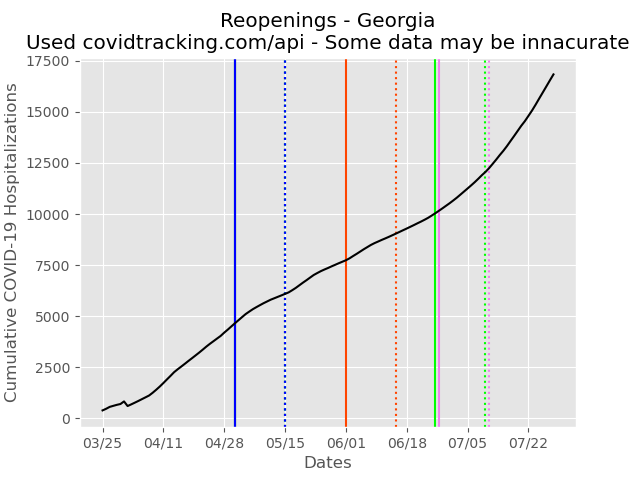 Reopenings - Georgia
Used covidtracking.com/api - Some data may be innacurate
Cumulative COVID-19 Hospitalizations
17500
15000
12500
10000
7500
5000
2500
0
03/25 04/11 04/28 05/15 06/01 06/18 07/05 07/22
Dates